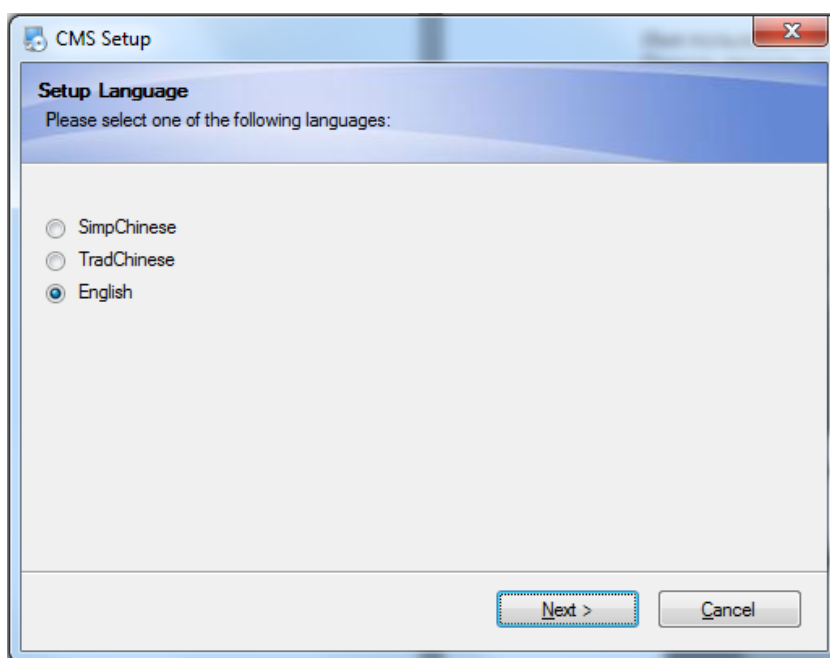 CMS Setup
Setup Language
Please select one of the following languages:
SimpChinese
TradChinese
English
Next >
Cancel